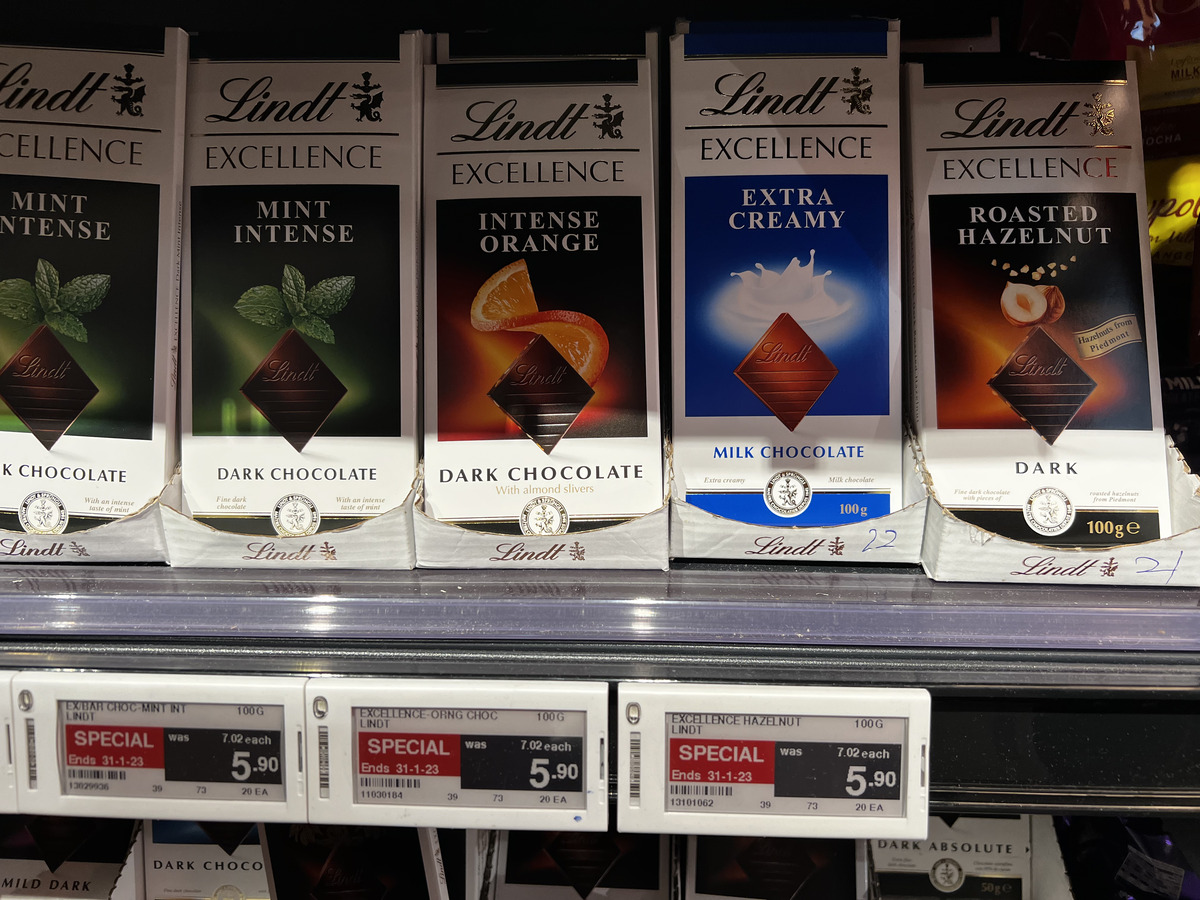 Lindt
CELLENCE
MINT
NTENSE
Lindt
K CHOCOLATE
With an intense
taste of mint
Lindt
Lindt
EXCELLENCE
MINT
INTENSE
Lindt
DARK CHOCOLATE
Fine dark
chocolate
With an intense
taste of mint
Lindt
Lindt
EXCELLENCE
INTENSE
ORANGE
Lindt
DARK CHOCOLATE
With almond slivers
Lindt
Lindt
EXCELLENCE
EXTRA
CREAMY
Lindt
MILK CHOCOLATE
Extra creamy
Milk chocolate
100g
Lindt
22
Lindt
EXCELLENCE
ROASTED
HAZELNUT
Hazelnuts from
Piedmont
Lindt
DARK
Fine dark chocolate
with pieces of
roasted hazelnuts
from Piedmont
100g e
Lindt
21
MILK
EX/BAR CHOC-MINT INT 100G
LINDT
SPECIAL was 7.02 each
Ends 31-1-23 5.90
13029936 39 73 20 EA
EXCELLENCE-ORNG CHOC 100G
LINDT
SPECIAL was 7.02 each
Ends 31-1-23 5.90
11030184 39 73 20 EA
EXCELLENCE HAZELNUT 100G
LINDT
SPECIAL was 7.02 each
Ends 31-1-23 5.90
13101062 39 73 20 EA
MILD DARK
DARK CHOCO
DARK ABSOLUTE
50g e